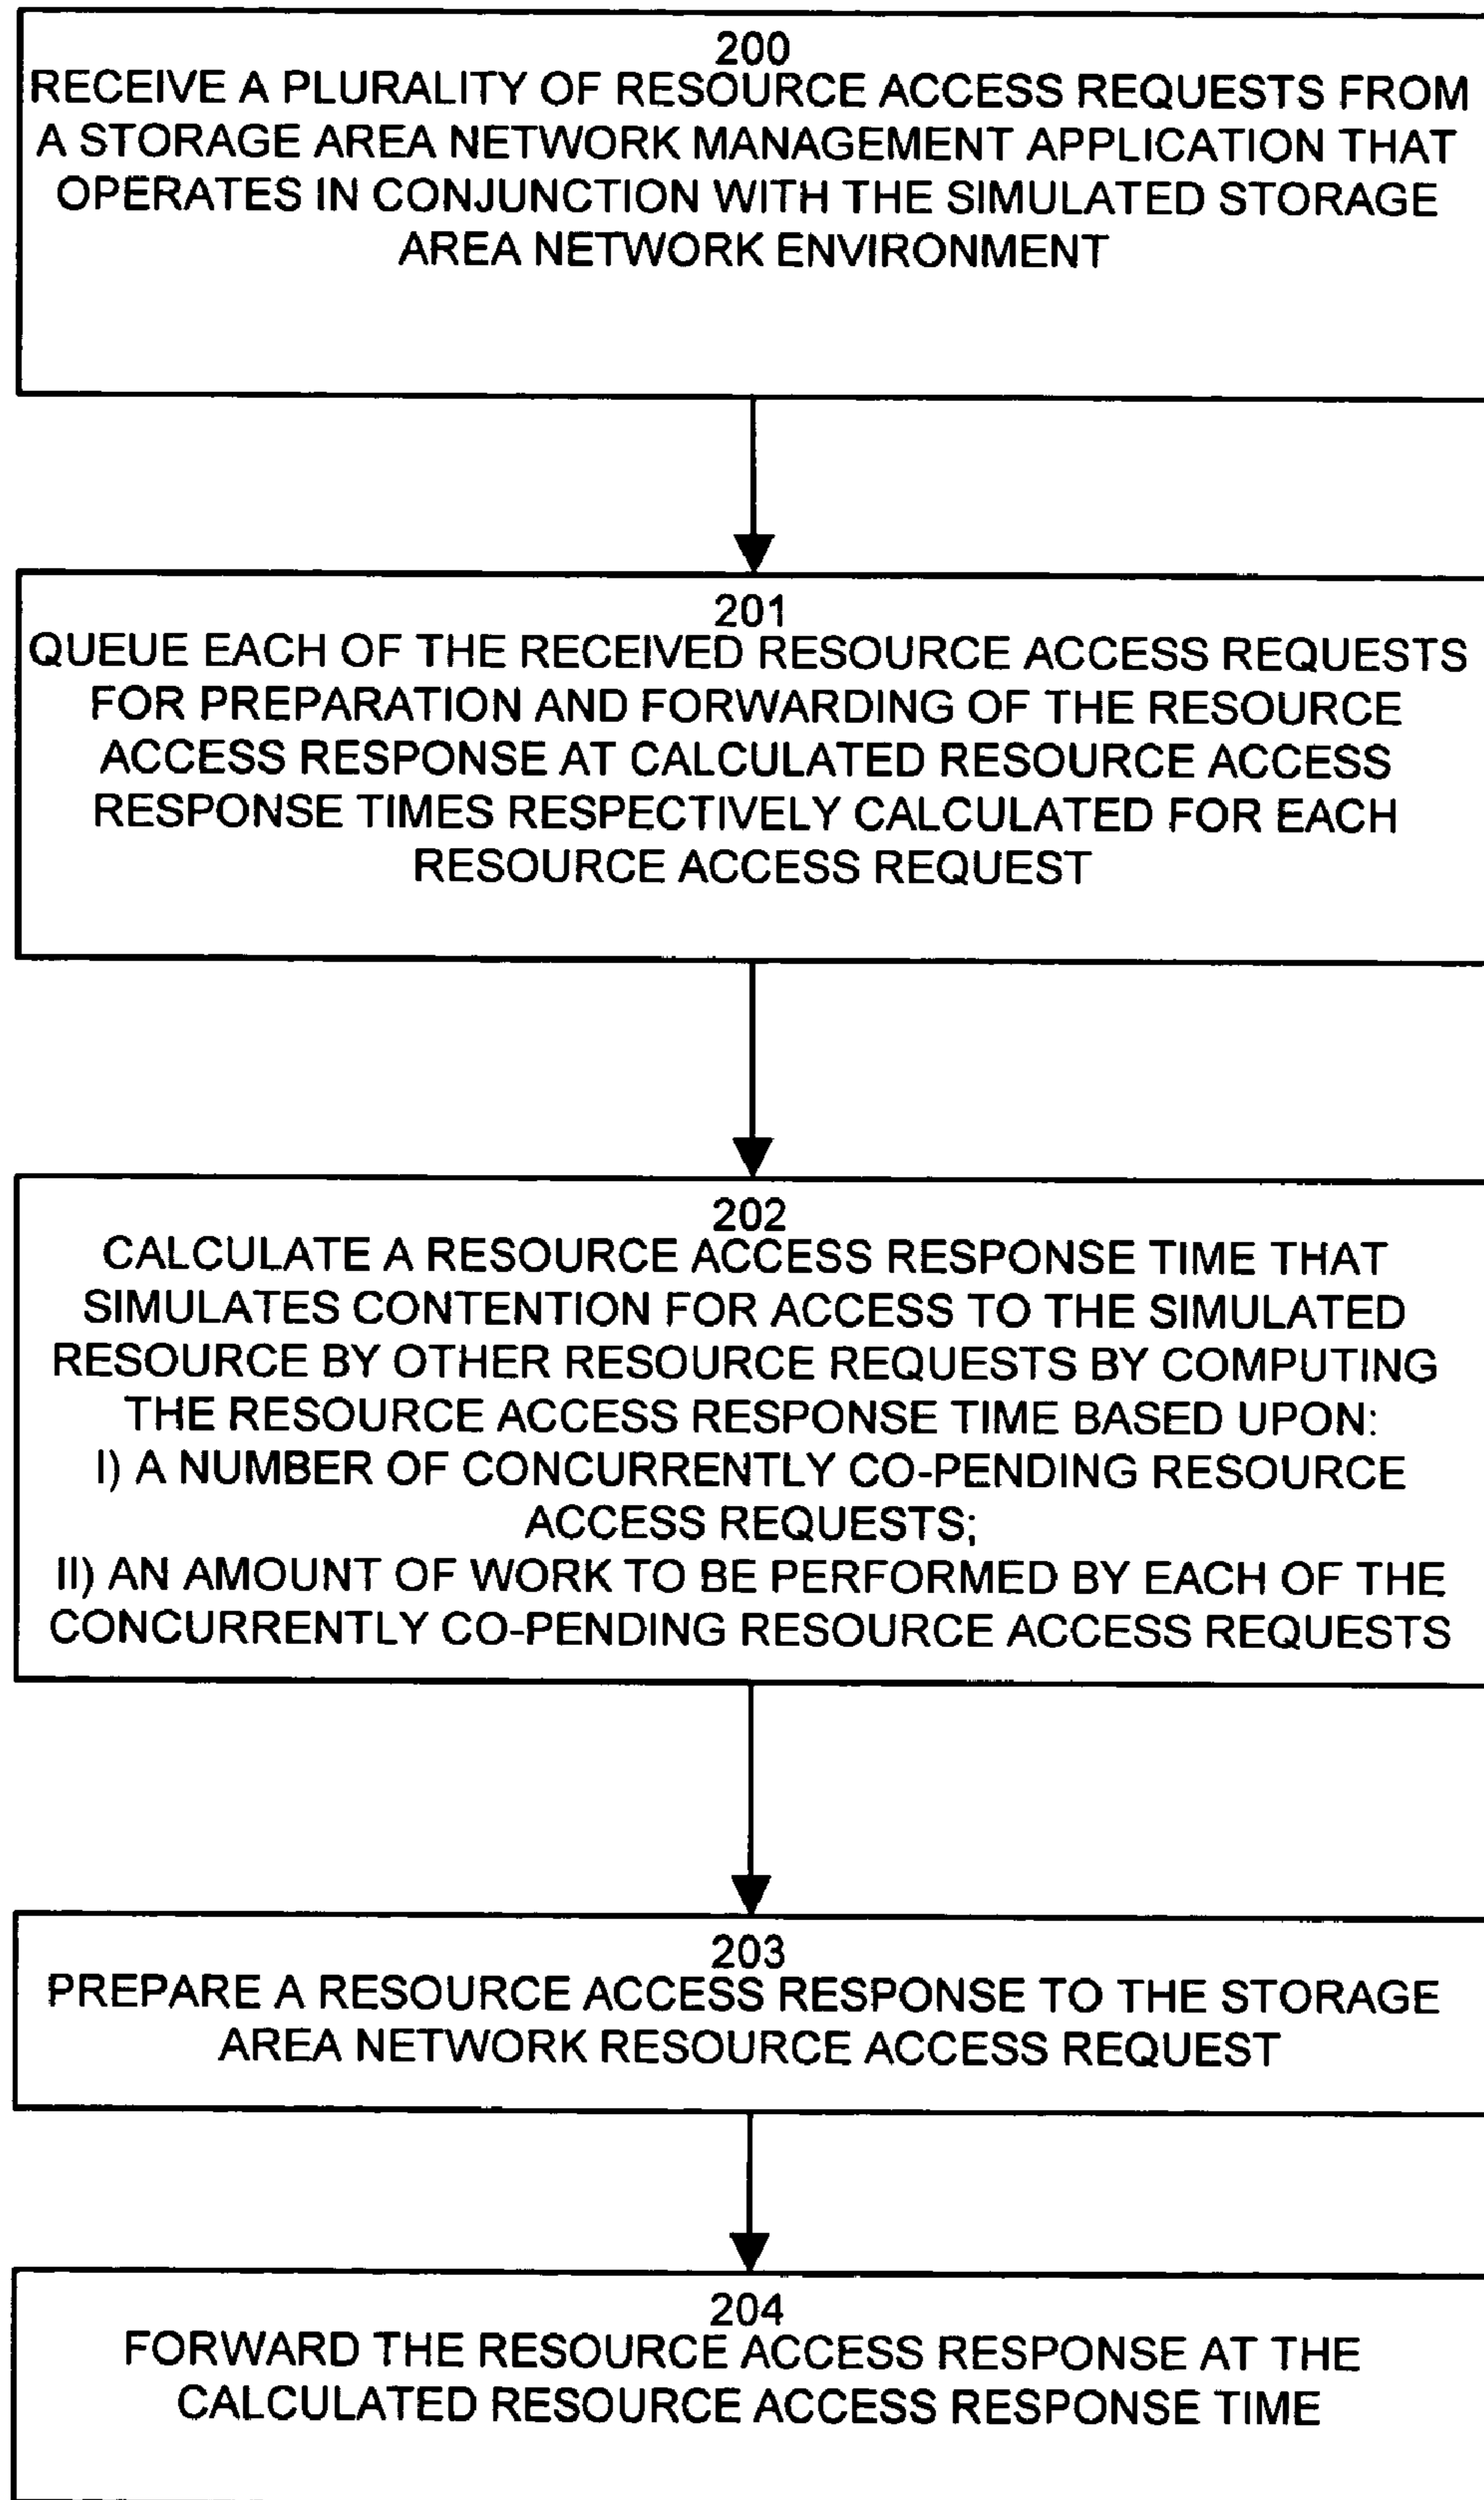 200
RECEIVE A PLURALITY OF RESOURCE ACCESS REQUESTS FROM
A STORAGE AREA NETWORK MANAGEMENT APPLICATION THAT
OPERATES IN CONJUNCTION WITH THE SIMULATED STORAGE
AREA NETWORK ENVIRONMENT
201
QUEUE EACH OF THE RECEIVED RESOURCE ACCESS REQUESTS
FOR PREPARATION AND FORWARDING OF THE RESOURCE
ACCESS RESPONSE AT CALCULATED RESOURCE ACCESS
RESPONSE TIMES RESPECTIVELY CALCULATED FOR EACH
RESOURCE ACCESS REQUEST
202
CALCULATE A RESOURCE ACCESS RESPONSE TIME THAT
SIMULATES CONTENTION FOR ACCESS TO THE SIMULATED
RESOURCE BY OTHER RESOURCE REQUESTS BY COMPUTING
THE RESOURCE ACCESS RESPONSE TIME BASED UPON:
I) A NUMBER OF CONCURRENTLY CO-PENDING RESOURCE
ACCESS REQUESTS;
II) AN AMOUNT OF WORK TO BE PERFORMED BY EACH OF THE
CONCURRENTLY CO-PENDING RESOURCE ACCESS REQUESTS
203
PREPARE A RESOURCE ACCESS RESPONSE TO THE STORAGE
AREA NETWORK RESOURCE ACCESS REQUEST
204
FORWARD THE RESOURCE ACCESS RESPONSE AT THE
CALCULATED RESOURCE ACCESS RESPONSE TIME